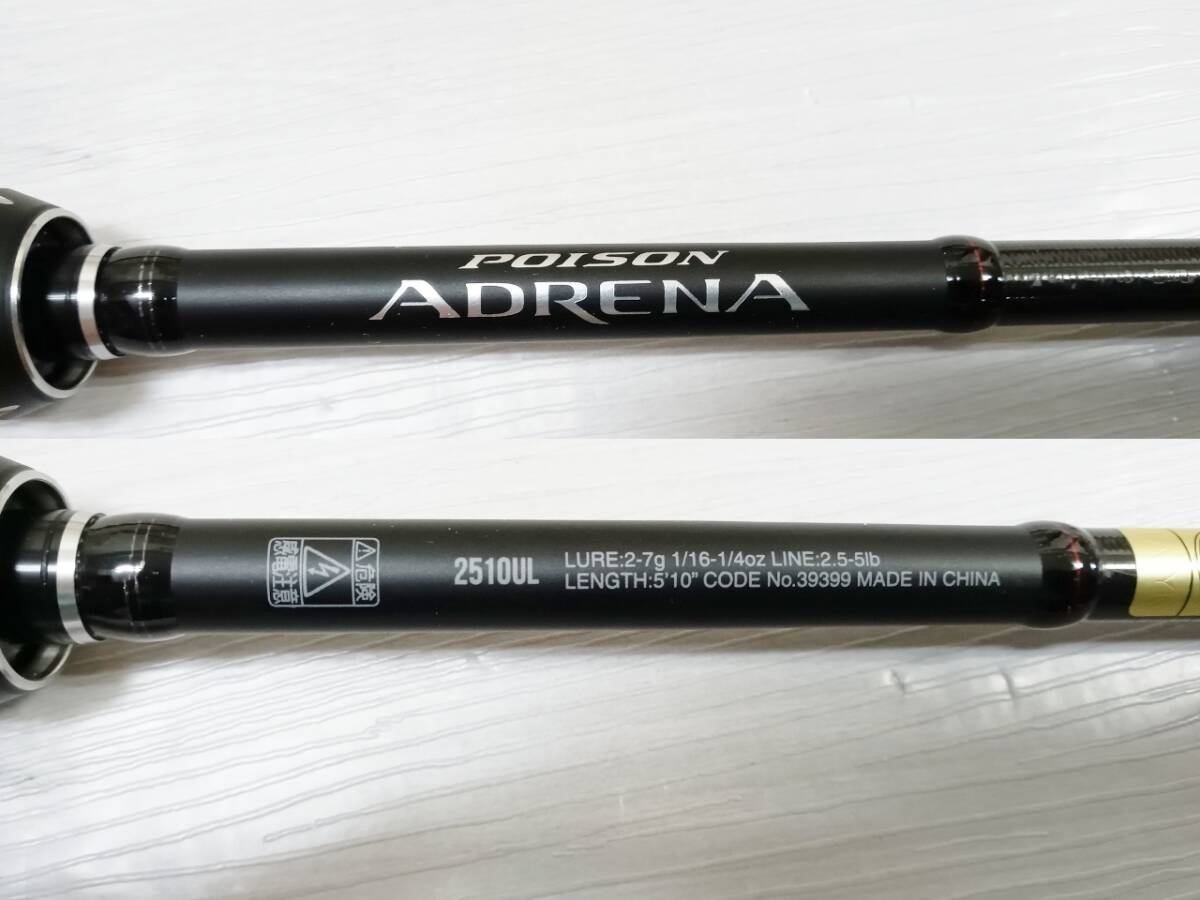 POISON
ADRENA
⚠危険
感電注意
2510UL
LURE:2-7g 1/16-1/4oz LINE:2.5-5lb
LENGTH:5'10" CODE No.39399 MADE IN CHINA